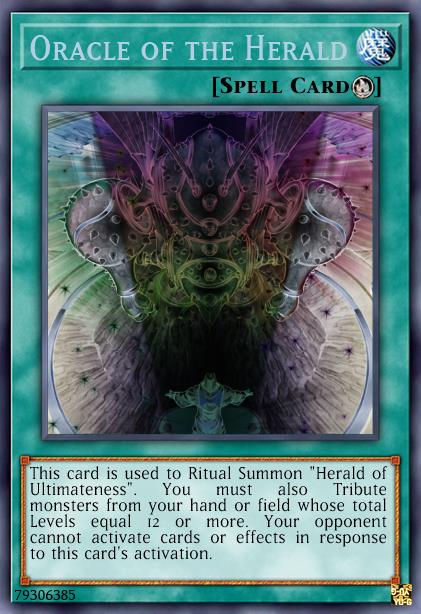 Oracle of the Herald
魔
[Spell Card]
This card is used to Ritual Summon "Herald of
Ultimateness". You must also Tribute
monsters from your hand or field whose total
Levels equal 12 or more. Your opponent
cannot activate cards or effects in response
to this card's activation.
79306385